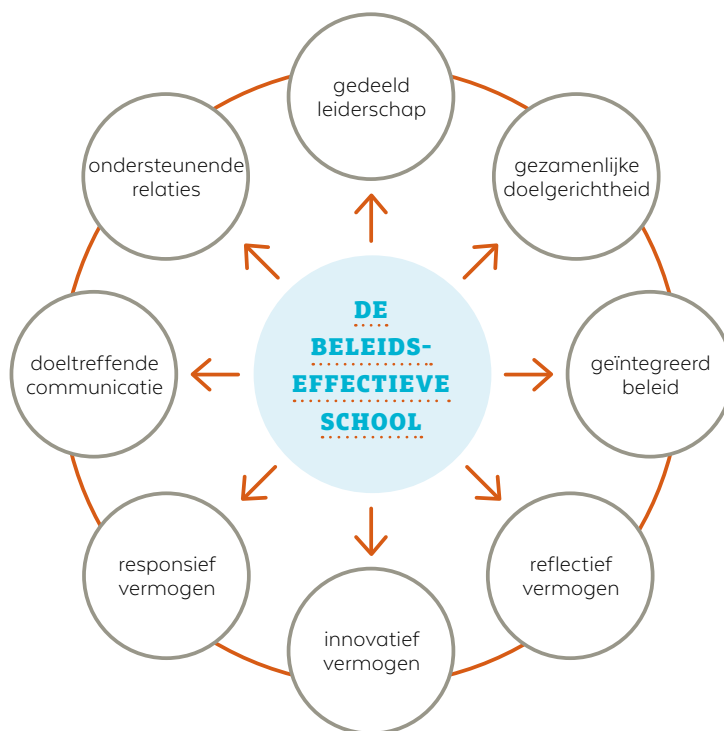 gedeeld
leiderschap
ondersteunende
relaties
gezamenlijke
doelgerichtheid
DE
BELEIDS-
EFFECTIEVE
SCHOOL
doeltreffende
communicatie
geïntegreerd
beleid
responsief
vermogen
reflectief
vermogen
innovatief
vermogen